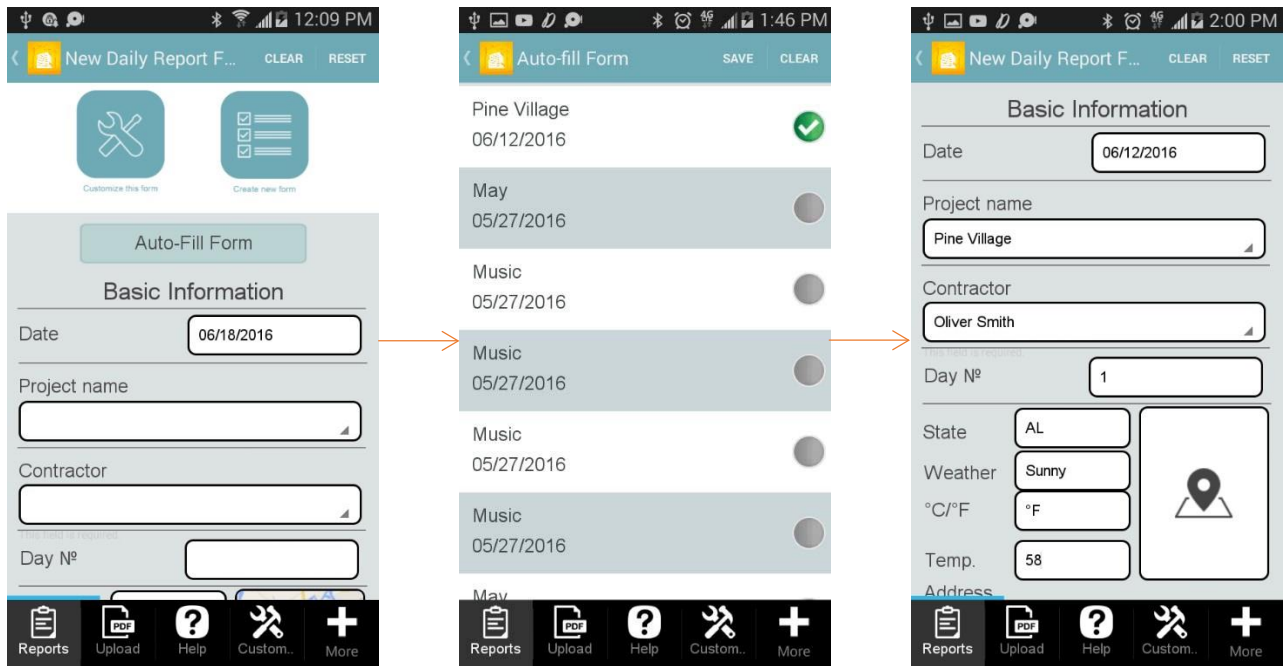 12:09 PM
New Daily Report F... CLEAR RESET
Customize this form
Create new form
Auto-Fill Form
Basic Information
Date 06/18/2016
Project name
Contractor
This field is required.
Day Nº
Reports Upload Help Custom.. More
PDF
4G 1:46 PM
Auto-fill Form SAVE CLEAR
Pine Village
06/12/2016
May
05/27/2016
Music
05/27/2016
Music
05/27/2016
Music
05/27/2016
Music
05/27/2016
May
Reports Upload Help Custom.. More
PDF
4G 2:00 PM
New Daily Report F... CLEAR RESET
Basic Information
Date 06/12/2016
Project name
Pine Village
Contractor
Oliver Smith
This field is required.
Day Nº 1
State AL
Weather Sunny
°C/°F °F
Temp. 58
Address
Reports Upload Help Custom.. More
PDF